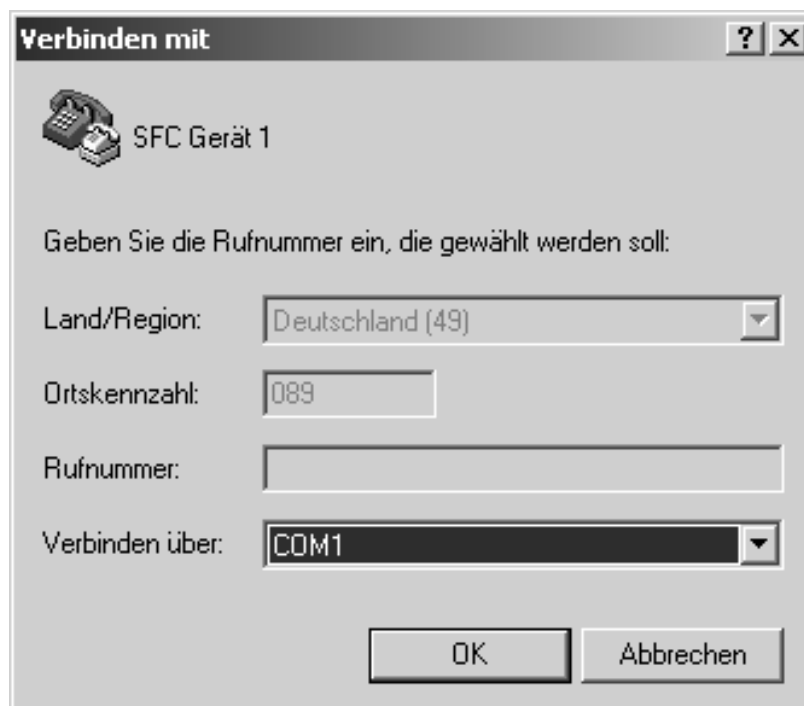 Verbinden mit
SFC Gerät 1
Geben Sie die Rufnummer ein, die gewählt werden soll:
Land/Region: Deutschland (49)
Ortskennzahl: 089
Rufnummer:
Verbinden über: COM1
OK Abbrechen